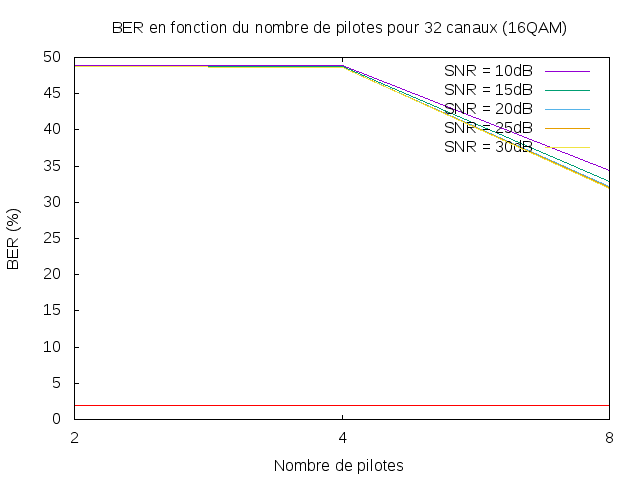 BER en fonction du nombre de pilotes pour 32 canaux (16QAM)
50
45
40
35
30
25
20
15
10
5
0
BER (%)
SNR = 10dB
SNR = 15dB
SNR = 20dB
SNR = 25dB
SNR = 30dB
2
4
8
Nombre de pilotes